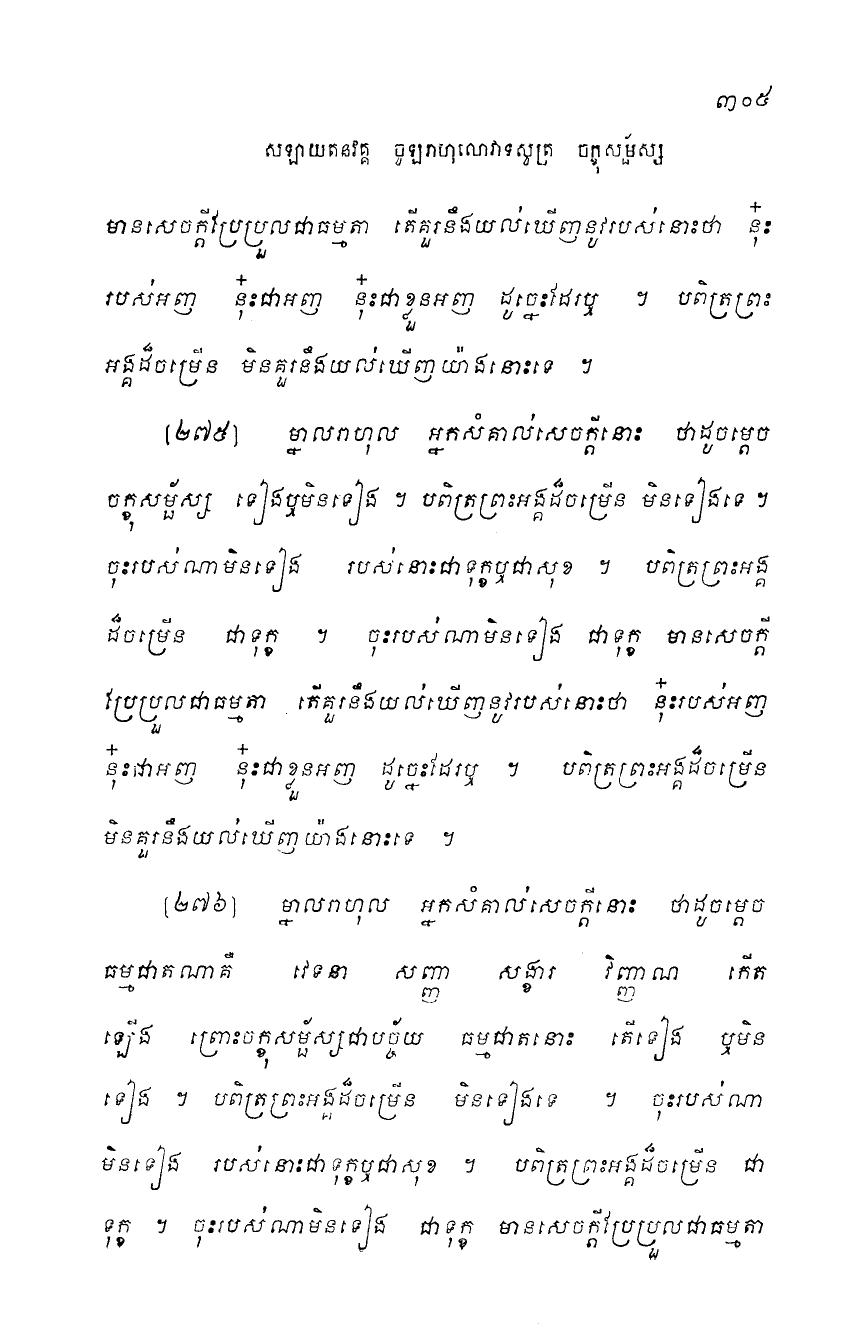 ៣០៥
សឡាយតនវគ្គ ចូឡរាហុលោវាទសូត្រ ចក្ខុសម្ផ័ស្ស
មានសេចក្តីប្រែប្រួលជាធម្មតា តើគួរនឹងយល់ឃើញនូវរបស់នោះថា នុ៎ះ
របស់អញ នុ៎ះជាអញ នុ៎ះជាខ្លួនអញ ដូច្នេះដែរឬ ។ បពិត្រព្រះ
អង្គដ៏ចម្រើន មិនគួរនឹងយល់ឃើញយ៉ាងនោះទេ ។
[២៧៥] ម្នាលរាហុល អ្នកសំគាល់សេចក្តីនោះ ថាដូចម្តេច
ចក្ខុសម្ផ័ស្ស ទៀងឬមិនទៀង ។ បពិត្រព្រះអង្គដ៏ចម្រើន មិនទៀងទេ ។
ចុះរបស់ណាមិនទៀង របស់នោះជាទុក្ខឬជាសុខ ។ បពិត្រព្រះអង្គ
ដ៏ចម្រើន ជាទុក្ខ ។ ចុះរបស់ណាមិនទៀង ជាទុក្ខ មានសេចក្តី
ប្រែប្រួលជាធម្មតា តើគួរនឹងយល់ឃើញនូវរបស់នោះថា នុ៎ះរបស់អញ
នុ៎ះជាអញ នុ៎ះជាខ្លួនអញ ដូច្នេះដែរឬ ។ បពិត្រព្រះអង្គដ៏ចម្រើន
មិនគួរនឹងយល់ឃើញយ៉ាងនោះទេ ។
[២៧៦] ម្នាលរាហុល អ្នកសំគាល់សេចក្តីនោះ ថាដូចម្តេច
ធម្មជាតណាគឺ វេទនា សញ្ញា សង្ខារ វិញ្ញាណ កើត
ឡើង ព្រោះចក្ខុសម្ផ័ស្សជាបច្ច័យ ធម្មជាតនោះ តើទៀង ឬមិន
ទៀង ។ បពិត្រព្រះអង្គដ៏ចម្រើន មិនទៀងទេ ។ ចុះរបស់ណា
មិនទៀង របស់នោះជាទុក្ខឬជាសុខ ។ បពិត្រព្រះអង្គដ៏ចម្រើន ជា
ទុក្ខ ។ ចុះរបស់ណាមិនទៀង ជាទុក្ខ មានសេចក្តីប្រែប្រួលជាធម្មតា